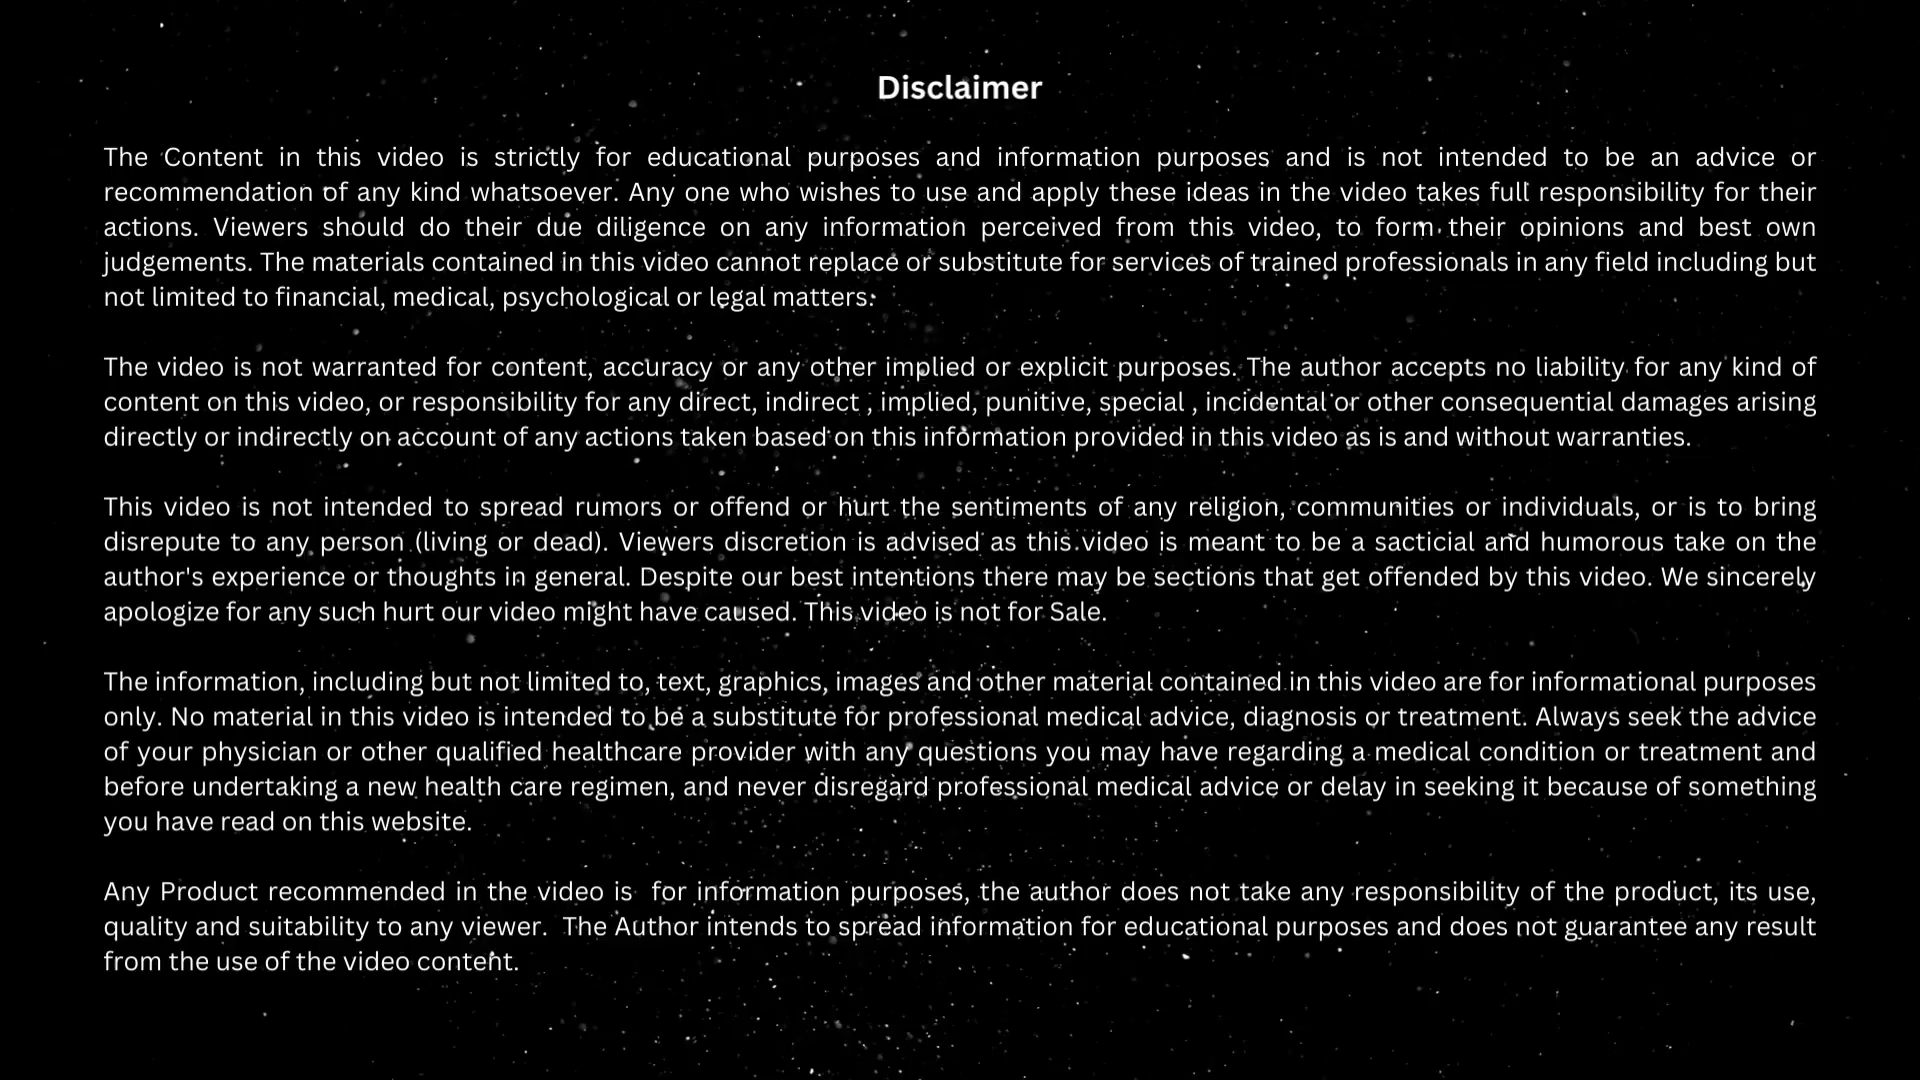 Disclaimer
The Content in this video is strictly for educational purposes and information purposes and is not intended to be an advice or
recommendation of any kind whatsoever. Any one who wishes to use and apply these ideas in the video takes full responsibility for their
actions. Viewers should do their due diligence on any information perceived from this video, to form their opinions and best own
judgements. The materials contained in this video cannot replace or substitute for services of trained professionals in any field including but
not limited to financial, medical, psychological or legal matters.
The video is not warranted for content, accuracy or any other implied or explicit purposes. The author accepts no liability for any kind of
content on this video, or responsibility for any direct, indirect , implied, punitive, special , incidental or other consequential damages arising
directly or indirectly on account of any actions taken based on this information provided in this video as is and without warranties.
This video is not intended to spread rumors or offend or hurt the sentiments of any religion, communities or individuals, or is to bring
disrepute to any person (living or dead). Viewers discretion is advised as this video is meant to be a sacticial and humorous take on the
author's experience or thoughts in general. Despite our best intentions there may be sections that get offended by this video. We sincerely
apologize for any such hurt our video might have caused. This video is not for Sale.
The information, including but not limited to, text, graphics, images and other material contained in this video are for informational purposes
only. No material in this video is intended to be a substitute for professional medical advice, diagnosis or treatment. Always seek the advice
of your physician or other qualified healthcare provider with any questions you may have regarding a medical condition or treatment and
before undertaking a new health care regimen, and never disregard professional medical advice or delay in seeking it because of something
you have read on this website.
Any Product recommended in the video is  for information purposes, the author does not take any responsibility of the product, its use,
quality and suitability to any viewer.  The Author intends to spread information for educational purposes and does not guarantee any result
from the use of the video content.